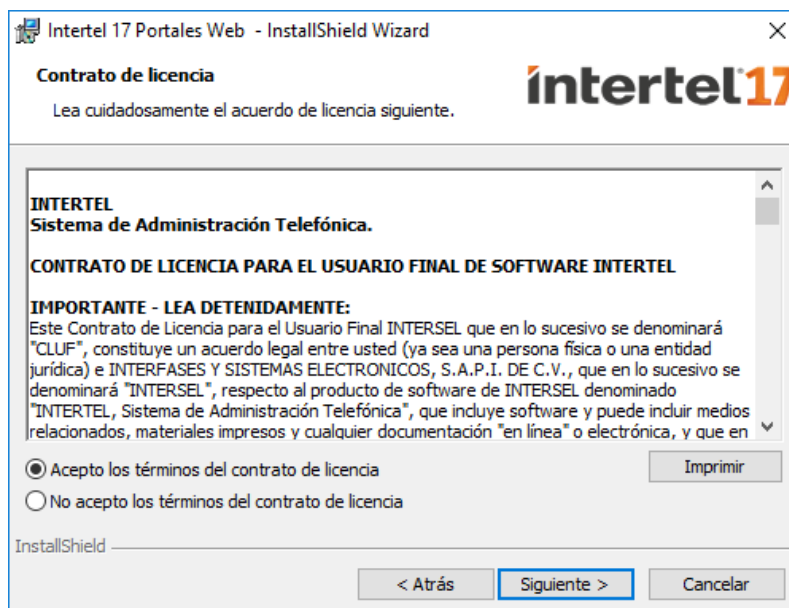 Intertel 17 Portales Web - InstallShield Wizard
Contrato de licencia
Lea cuidadosamente el acuerdo de licencia siguiente.
intertel 17
INTERTEL
Sistema de Administración Telefónica.
CONTRATO DE LICENCIA PARA EL USUARIO FINAL DE SOFTWARE INTERTEL
IMPORTANTE - LEA DETENIDAMENTE:
Este Contrato de Licencia para el Usuario Final INTERSEL que en lo sucesivo se denominará
"CLUF", constituye un acuerdo legal entre usted (ya sea una persona física o una entidad
jurídica) e INTERFASES Y SISTEMAS ELECTRONICOS, S.A.P.I. DE C.V., que en lo sucesivo se
denominará "INTERSEL", respecto al producto de software de INTERSEL denominado
"INTERTEL, Sistema de Administración Telefónica", que incluye software y puede incluir medios
relacionados, materiales impresos y cualquier documentación "en línea" o electrónica, y que en
Acepto los términos del contrato de licencia
Imprimir
No acepto los términos del contrato de licencia
InstallShield
< Atrás
Siguiente >
Cancelar